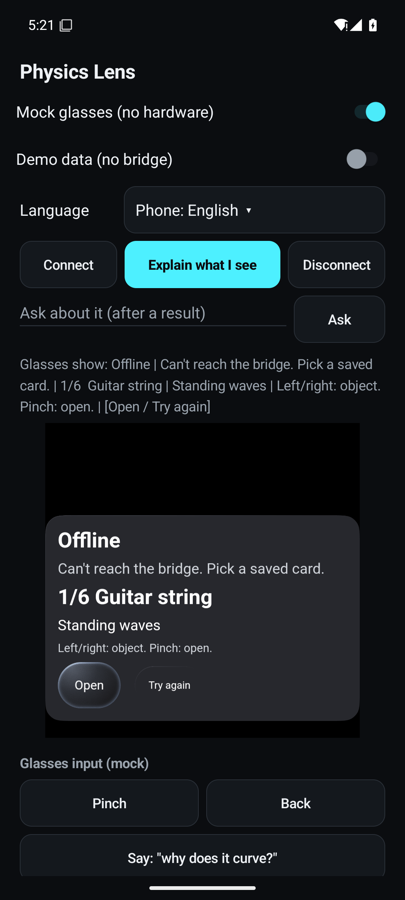 5:21
Physics Lens
Mock glasses (no hardware)
Demo data (no bridge)
Language
Phone: English
Connect
Explain what I see
Disconnect
Ask about it (after a result)
Ask
Glasses show: Offline | Can't reach the bridge. Pick a saved
card. | 1/6  Guitar string | Standing waves | Left/right: object.
Pinch: open. | [Open / Try again]
Offline
Can't reach the bridge. Pick a saved card.
1/6 Guitar string
Standing waves
Left/right: object. Pinch: open.
Open
Try again
Glasses input (mock)
Pinch
Back
Say: "why does it curve?"